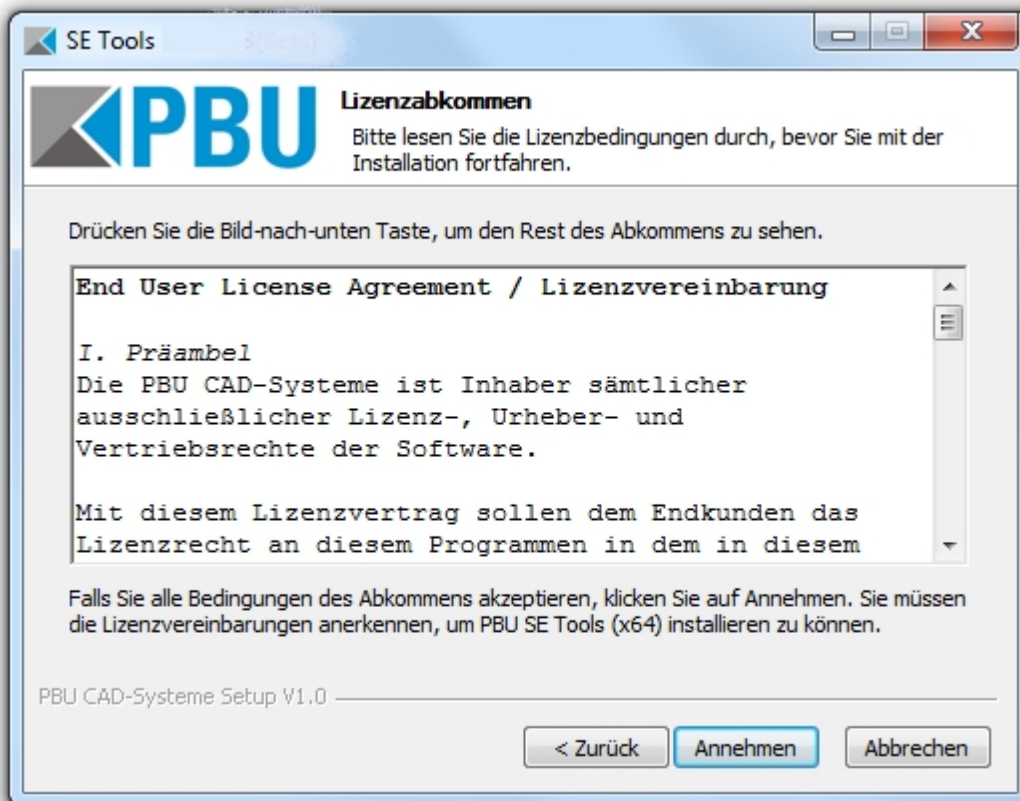 SE Tools
PBU
Lizenzabkommen
Bitte lesen Sie die Lizenzbedingungen durch, bevor Sie mit der
Installation fortfahren.
Drücken Sie die Bild-nach-unten Taste, um den Rest des Abkommens zu sehen.
End User License Agreement / Lizenzvereinbarung
I. Präambel
Die PBU CAD-Systeme ist Inhaber sämtlicher
ausschließlicher Lizenz-, Urheber- und
Vertriebsrechte der Software.
Mit diesem Lizenzvertrag sollen dem Endkunden das
Lizenzrecht an diesem Programmen in dem in diesem
Falls Sie alle Bedingungen des Abkommens akzeptieren, klicken Sie auf Annehmen. Sie müssen
die Lizenzvereinbarungen anerkennen, um PBU SE Tools (x64) installieren zu können.
PBU CAD-Systeme Setup V1.0
< Zurück
Annehmen
Abbrechen